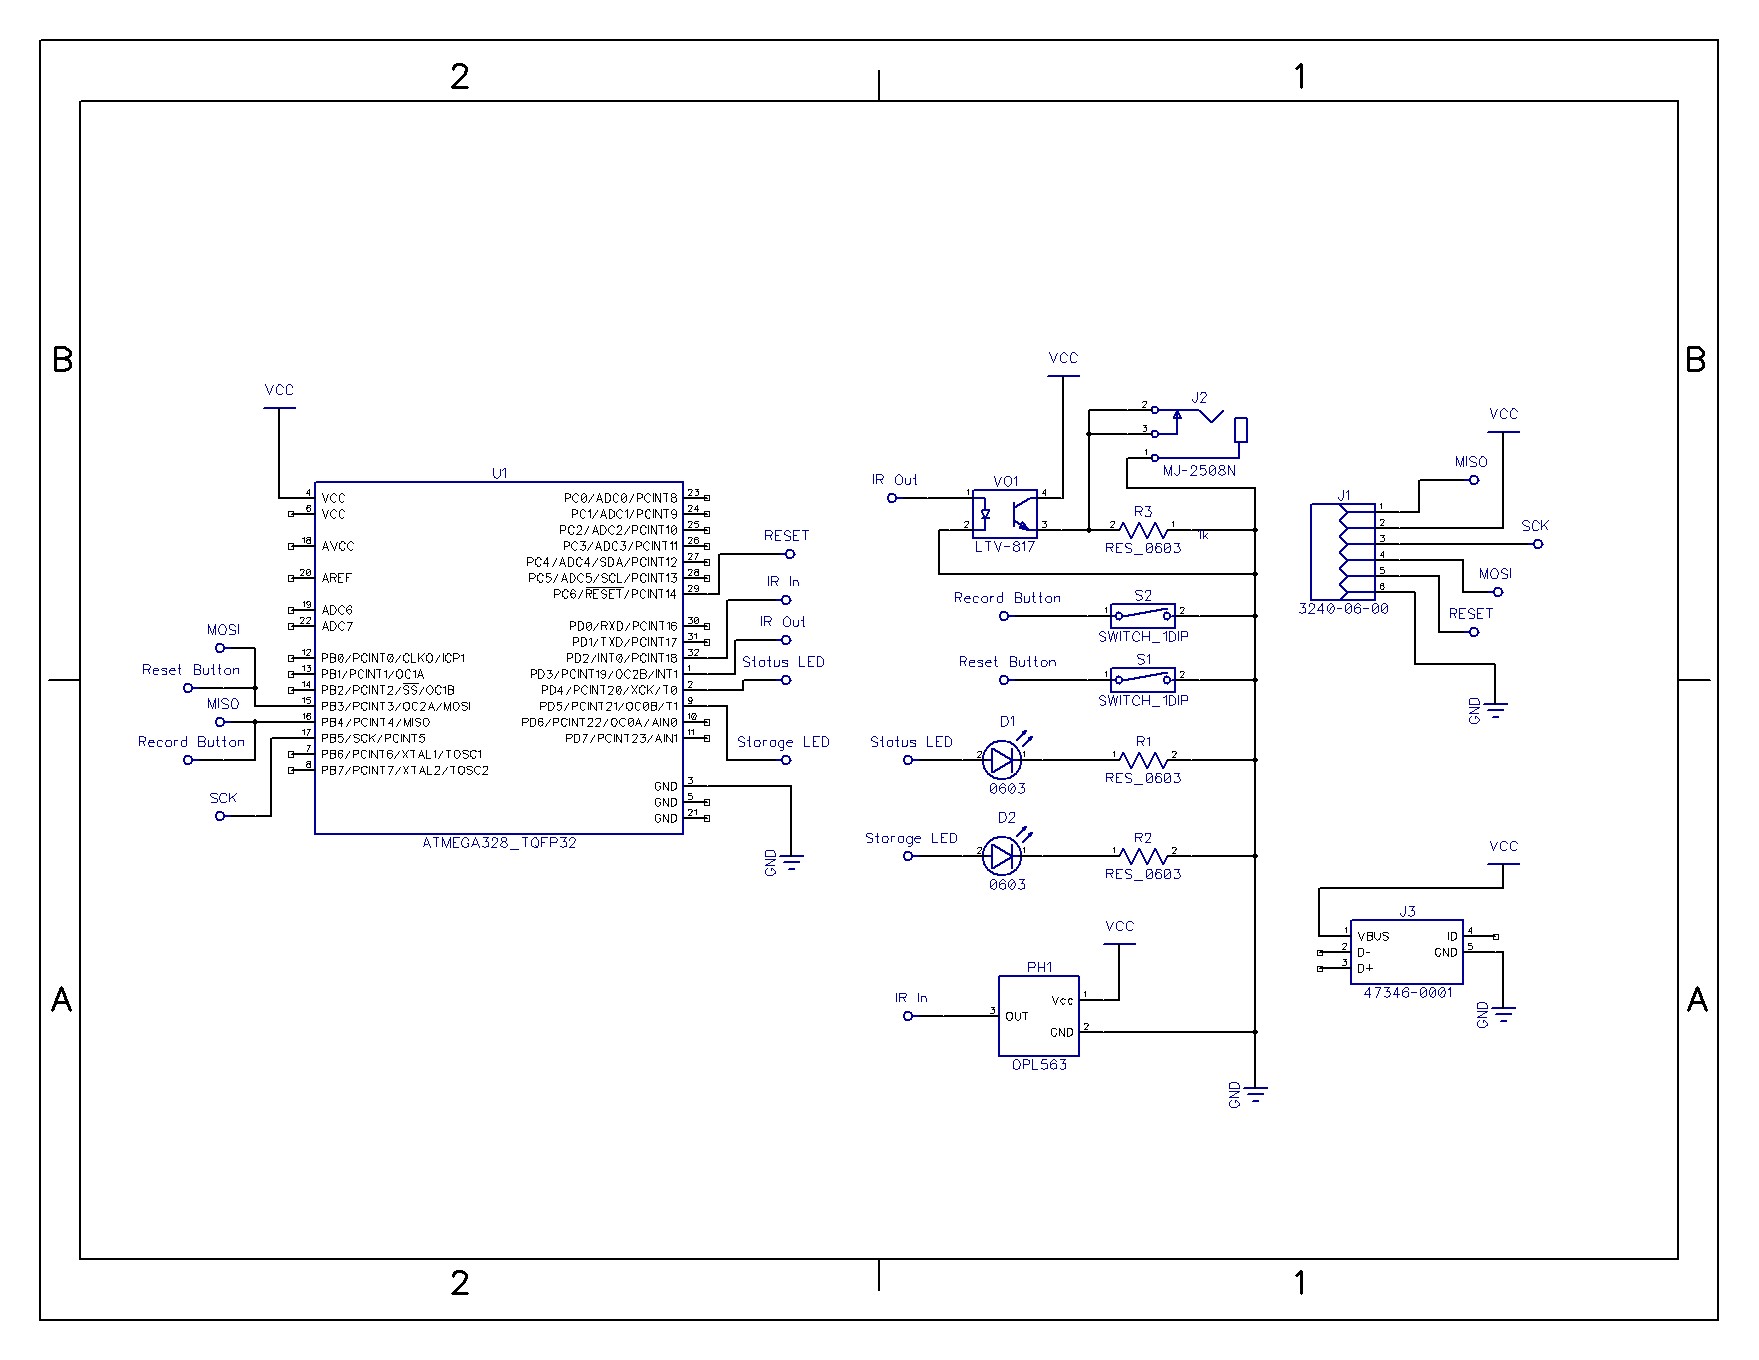 2 1
B B
VCC
U1
4 VCC
6 VCC
18 AVCC
20 AREF
19 ADC6
22 ADC7
12 PB0/PCINT0/CLKO/ICP1
13 PB1/PCINT1/OC1A
14 PB2/PCINT2/SS/OC1B
15 PB3/PCINT3/OC2A/MOSI
16 PB4/PCINT4/MISO
17 PB5/SCK/PCINT5
7 PB6/PCINT6/XTAL1/TOSC1
8 PB7/PCINT7/XTAL2/TOSC2
PC0/ADC0/PCINT8 23
PC1/ADC1/PCINT9 24
PC2/ADC2/PCINT10 25
PC3/ADC3/PCINT11 26
PC4/ADC4/SDA/PCINT12 27
PC5/ADC5/SCL/PCINT13 28
PC6/RESET/PCINT14 29
PD0/RXD/PCINT16 30
PD1/TXD/PCINT17 31
PD2/INT0/PCINT18 32
PD3/PCINT19/OC2B/INT1 1
PD4/PCINT20/XCK/T0 2
PD5/PCINT21/OC0B/T1 9
PD6/PCINT22/OC0A/AIN0 10
PD7/PCINT23/AIN1 11
GND 3
GND 5
GND 21
ATMEGA328_TQFP32
MOSI
Reset Button
MISO
Record Button
SCK
RESET
IR In
IR Out
Status LED
Storage LED
GND
VCC
IR Out
VO1
1 4
2 3
LTV-817
J2
2
3
1
MJ-2508N
R3
2 1
1k
RES_0603
Record Button
S2
1 2
SWITCH_1DIP
Reset Button
S1
1 2
SWITCH_1DIP
Status LED
D1
2 1
0603
R1
1 2
RES_0603
Storage LED
D2
2 1
0603
R2
1 2
RES_0603
VCC
PH1
IR In
3 OUT
Vcc 1
GND 2
OPL563
GND
VCC
J1
1
2
3
4
5
6
3240-06-00
MISO
SCK
MOSI
RESET
GND
VCC
J3
1 VBUS
2 D-
3 D+
ID 4
GND 5
47346-0001
GND
A A
2 1